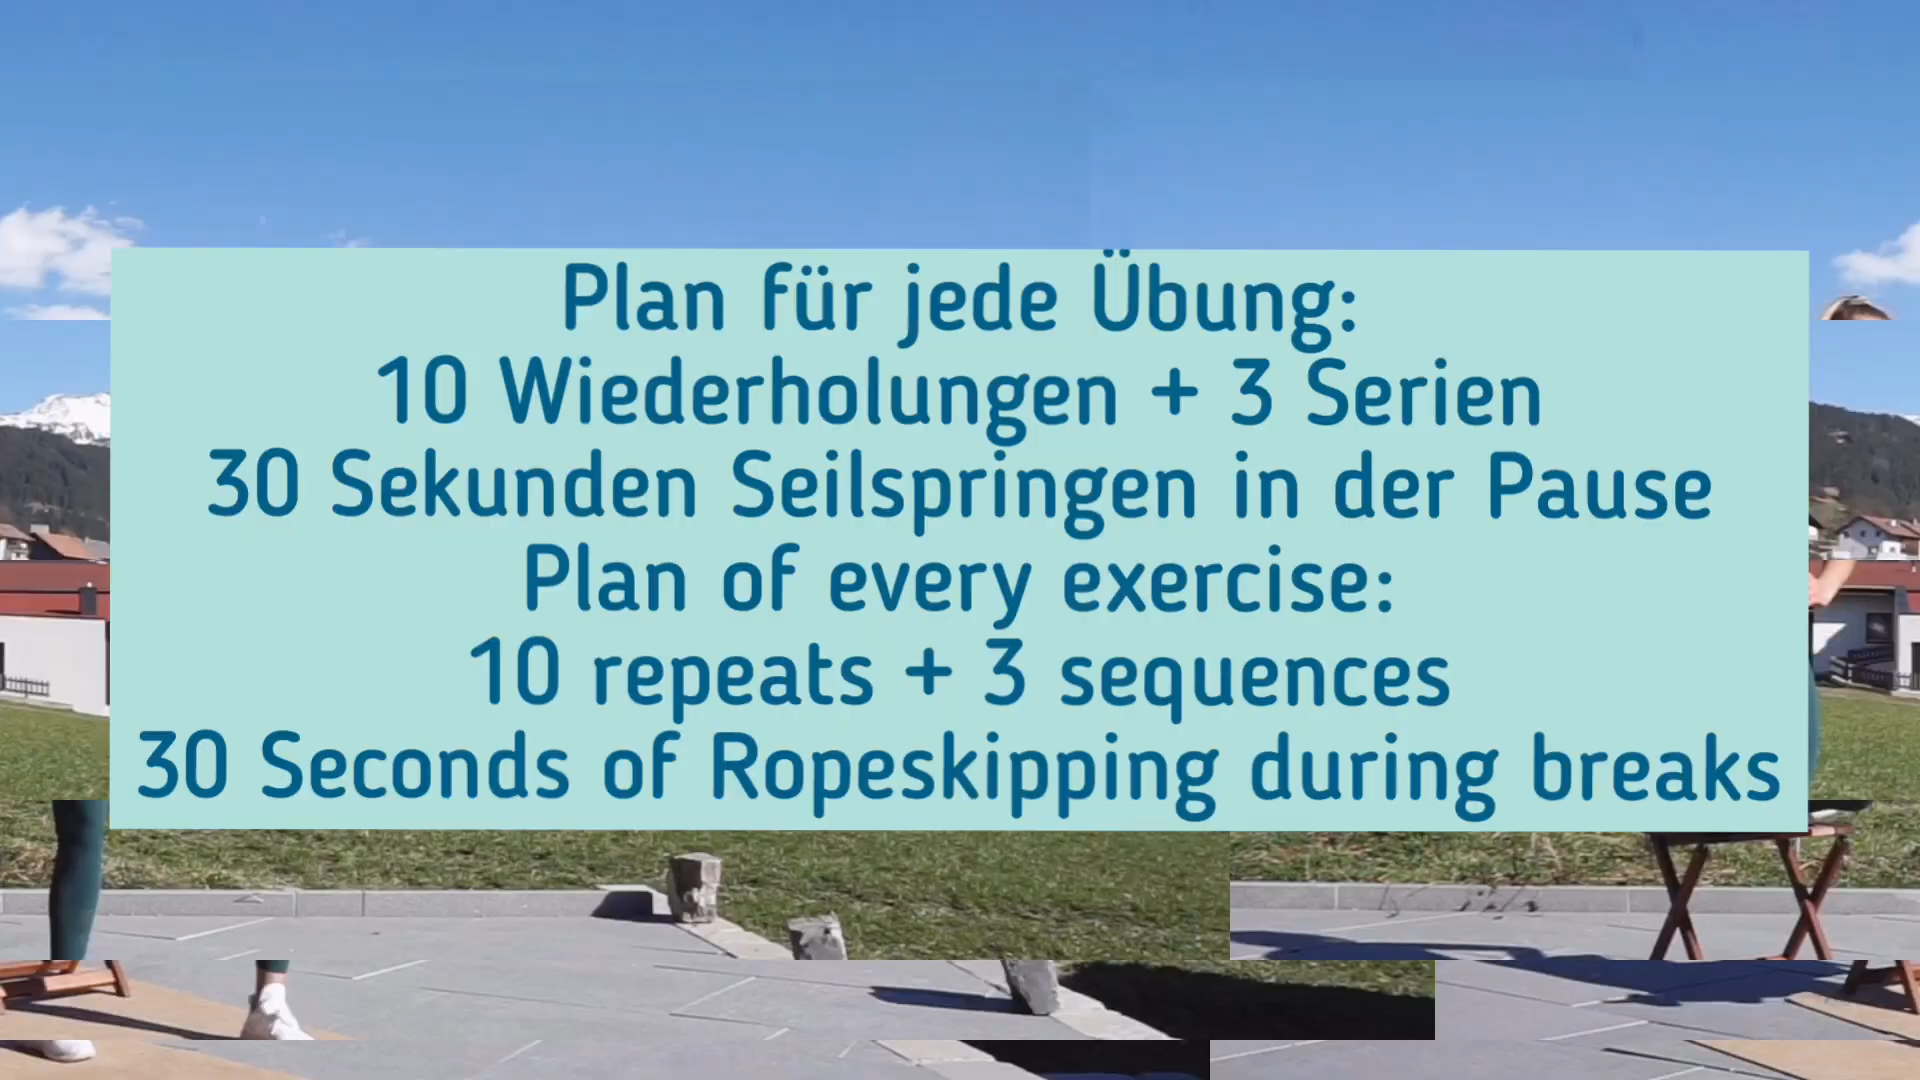 Plan für jede Übung:
10 Wiederholungen + 3 Serien
30 Sekunden Seilspringen in der Pause
Plan of every exercise:
10 repeats + 3 sequences
30 Seconds of Ropeskipping during breaks